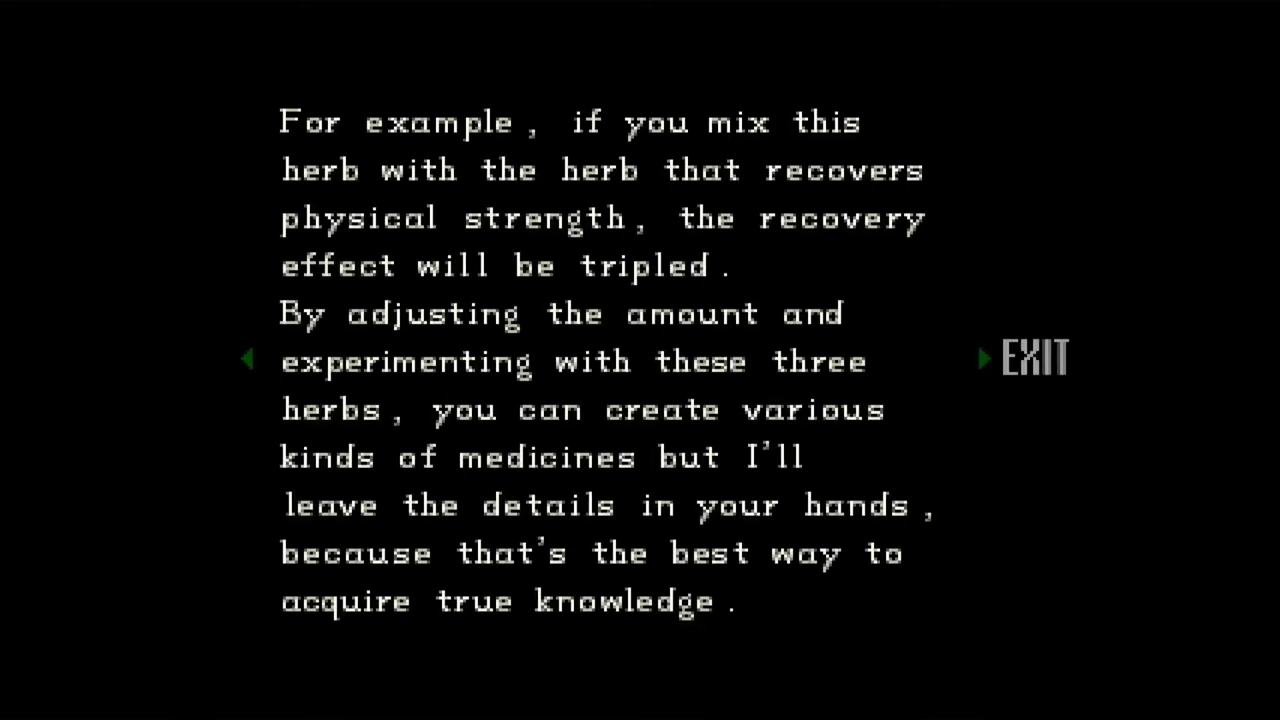 For example, if you mix this
herb with the herb that recovers
physical strength, the recovery
effect will be tripled.
By adjusting the amount and
experimenting with these three
herbs, you can create various
kinds of medicines but I'll
leave the details in your hands,
because that's the best way to
acquire true knowledge.
EXIT